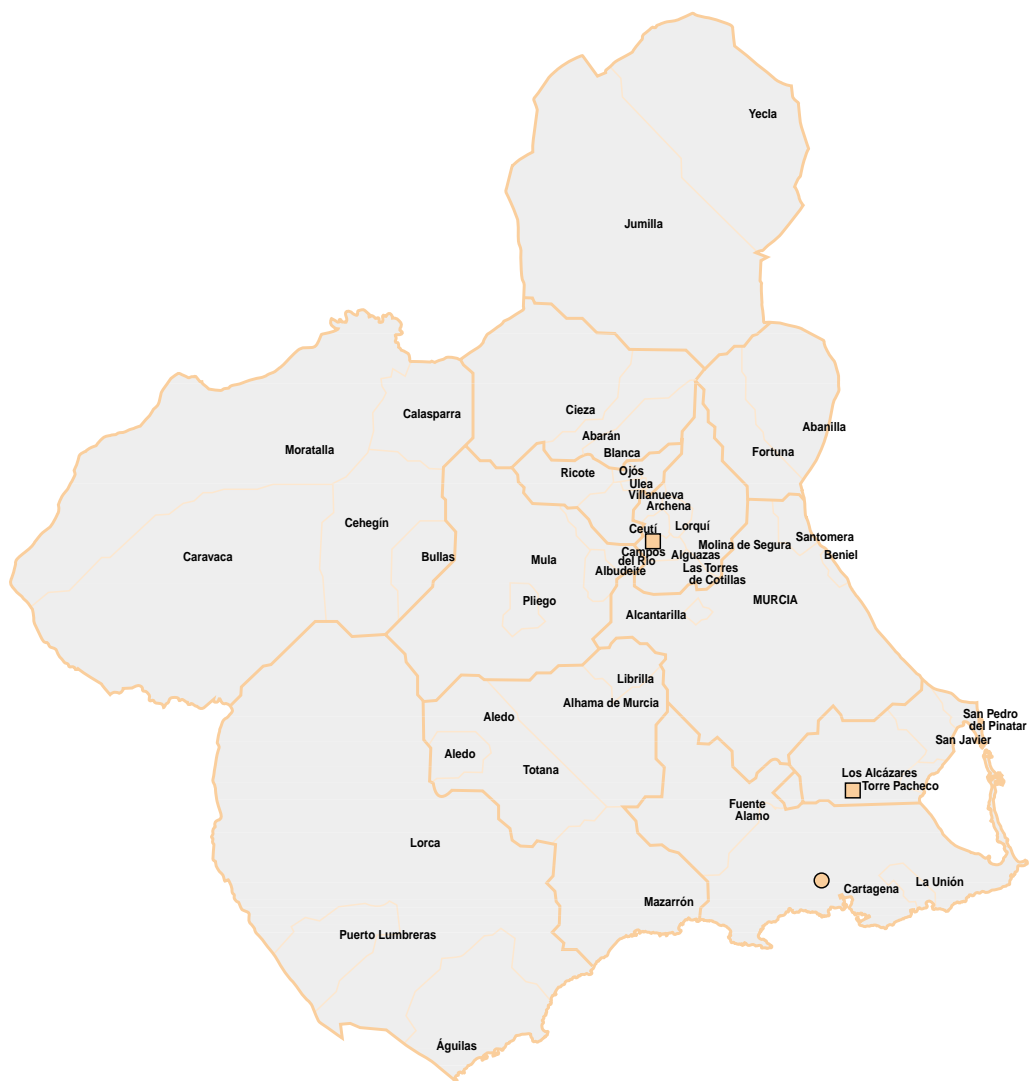 Yecla
Jumilla
Cieza
Calasparra
Abarán
Abanilla
Moratalla
Blanca
Fortuna
Ricote
Ojós
Ulea
Villanueva
Archena
Cehegín
Ceutí
Lorquí
Santomera
Caravaca
Bullas
Mula
Campos
del Río
Molina de Segura
Alguazas
Beniel
Albudeite
Las Torres
de Cotillas
Pliego
Alcantarilla
MURCIA
Librilla
Alhama de Murcia
Aledo
San Pedro
del Pinatar
San Javier
Aledo
Totana
Los Alcázares
Torre Pacheco
Fuente
Alamo
Lorca
Cartagena
La Unión
Mazarrón
Puerto Lumbreras
Águilas